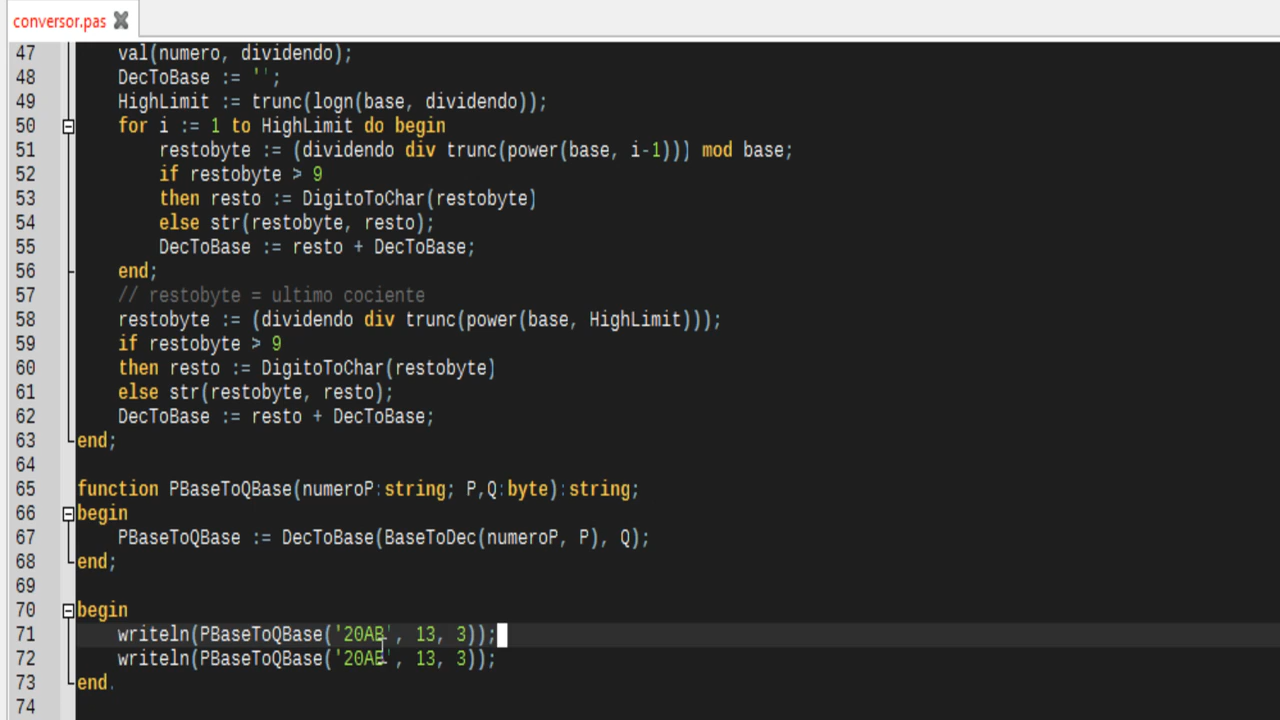 conversor.pas
47 val(numero, dividendo);
48 DecToBase := '';
49 HighLimit := trunc(logn(base, dividendo));
50 for i := 1 to HighLimit do begin
51 restobyte := (dividendo div trunc(power(base, i-1))) mod base;
52 if restobyte > 9
53 then resto := DigitoToChar(restobyte)
54 else str(restobyte, resto);
55 DecToBase := resto + DecToBase;
56 end;
57 // restobyte = ultimo cociente
58 restobyte := (dividendo div trunc(power(base, HighLimit)));
59 if restobyte > 9
60 then resto := DigitoToChar(restobyte)
61 else str(restobyte, resto);
62 DecToBase := resto + DecToBase;
63 end;
64
65 function PBaseToQBase(numeroP:string; P,Q:byte):string;
66 begin
67 PBaseToQBase := DecToBase(BaseToDec(numeroP, P), Q);
68 end;
69
70 begin
71 writeln(PBaseToQBase('20AB', 13, 3));
72 writeln(PBaseToQBase('20AB', 13, 3));
73 end.
74